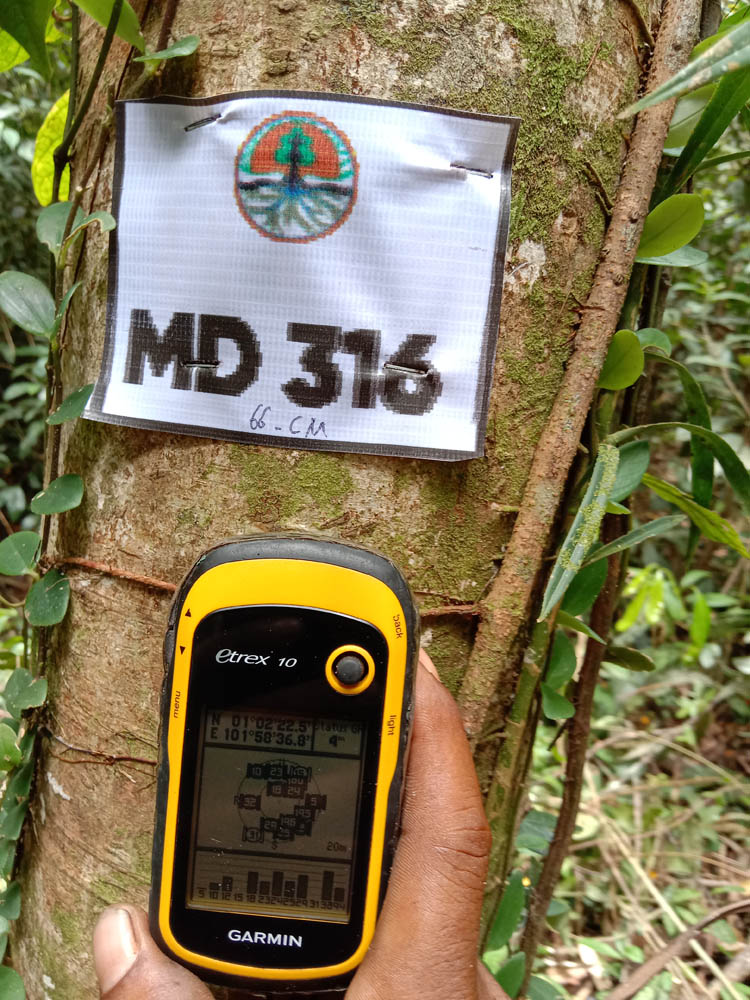 MD 316
66-CM
etrex 10
back
menu
light
N 01°02'22.5"
E 101°58'36.8"
4m
20m
GARMIN